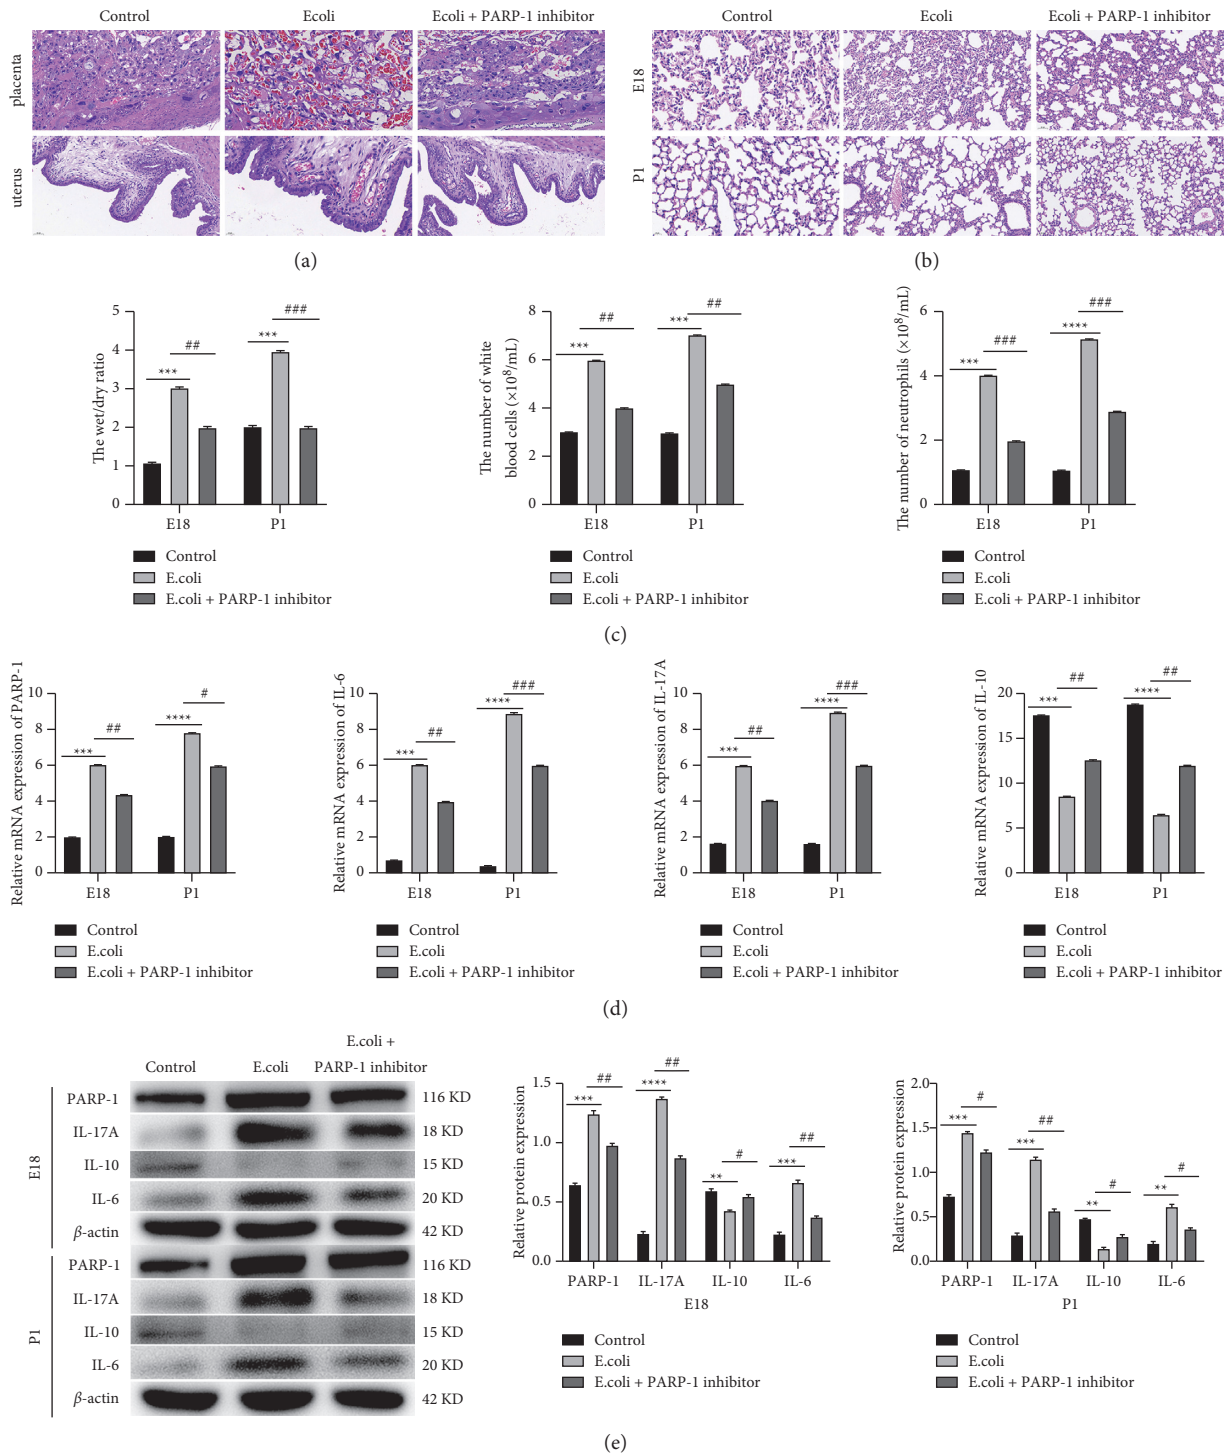 Control Ecoli Ecoli + PARP-1 inhibitor
placenta
uterus
(a)
Control Ecoli Ecoli + PARP-1 inhibitor
E18
P1
(b)
The wet/dry ratio
5
4
3
2
1
0
*** ## *** ###
E18 P1
Control
E.coli
E.coli + PARP-1 inhibitor
The number of white
blood cells (×10⁸/mL)
8
6
4
2
0
*** ## *** ##
E18 P1
Control
E.coli
E.coli + PARP-1 inhibitor
The number of neutrophils (×10⁸/mL)
6
4
2
0
*** ### **** ###
E18 P1
Control
E.coli
E.coli + PARP-1 inhibitor
(c)
Relative mRNA expression of PARP-1
10
8
6
4
2
0
*** ## **** #
E18 P1
Control
E.coli
E.coli + PARP-1 inhibitor
Relative mRNA expression of IL-6
10
8
6
4
2
0
*** ## **** ###
E18 P1
Control
E.coli
E.coli + PARP-1 inhibitor
Relative mRNA expression of IL-17A
10
8
6
4
2
0
*** ## **** ###
E18 P1
Control
E.coli
E.coli + PARP-1 inhibitor
Relative mRNA expression of IL-10
20
15
10
5
0
*** ## **** ##
E18 P1
Control
E.coli
E.coli + PARP-1 inhibitor
(d)
E.coli +
Control E.coli PARP-1 inhibitor
E18
PARP-1 116 KD
IL-17A 18 KD
IL-10 15 KD
IL-6 20 KD
β-actin 42 KD
P1
PARP-1 116 KD
IL-17A 18 KD
IL-10 15 KD
IL-6 20 KD
β-actin 42 KD
Relative protein expression
1.5
1.0
0.5
0.0
*** ## **** ## ** # *** ##
PARP-1 IL-17A IL-10 IL-6
E18
Control
E.coli
E.coli + PARP-1 inhibitor
Relative protein expression
2.0
1.5
1.0
0.5
0.0
*** # *** ## ** # ** #
PARP-1 IL-17A IL-10 IL-6
P1
Control
E.coli
E.coli + PARP-1 inhibitor
(e)